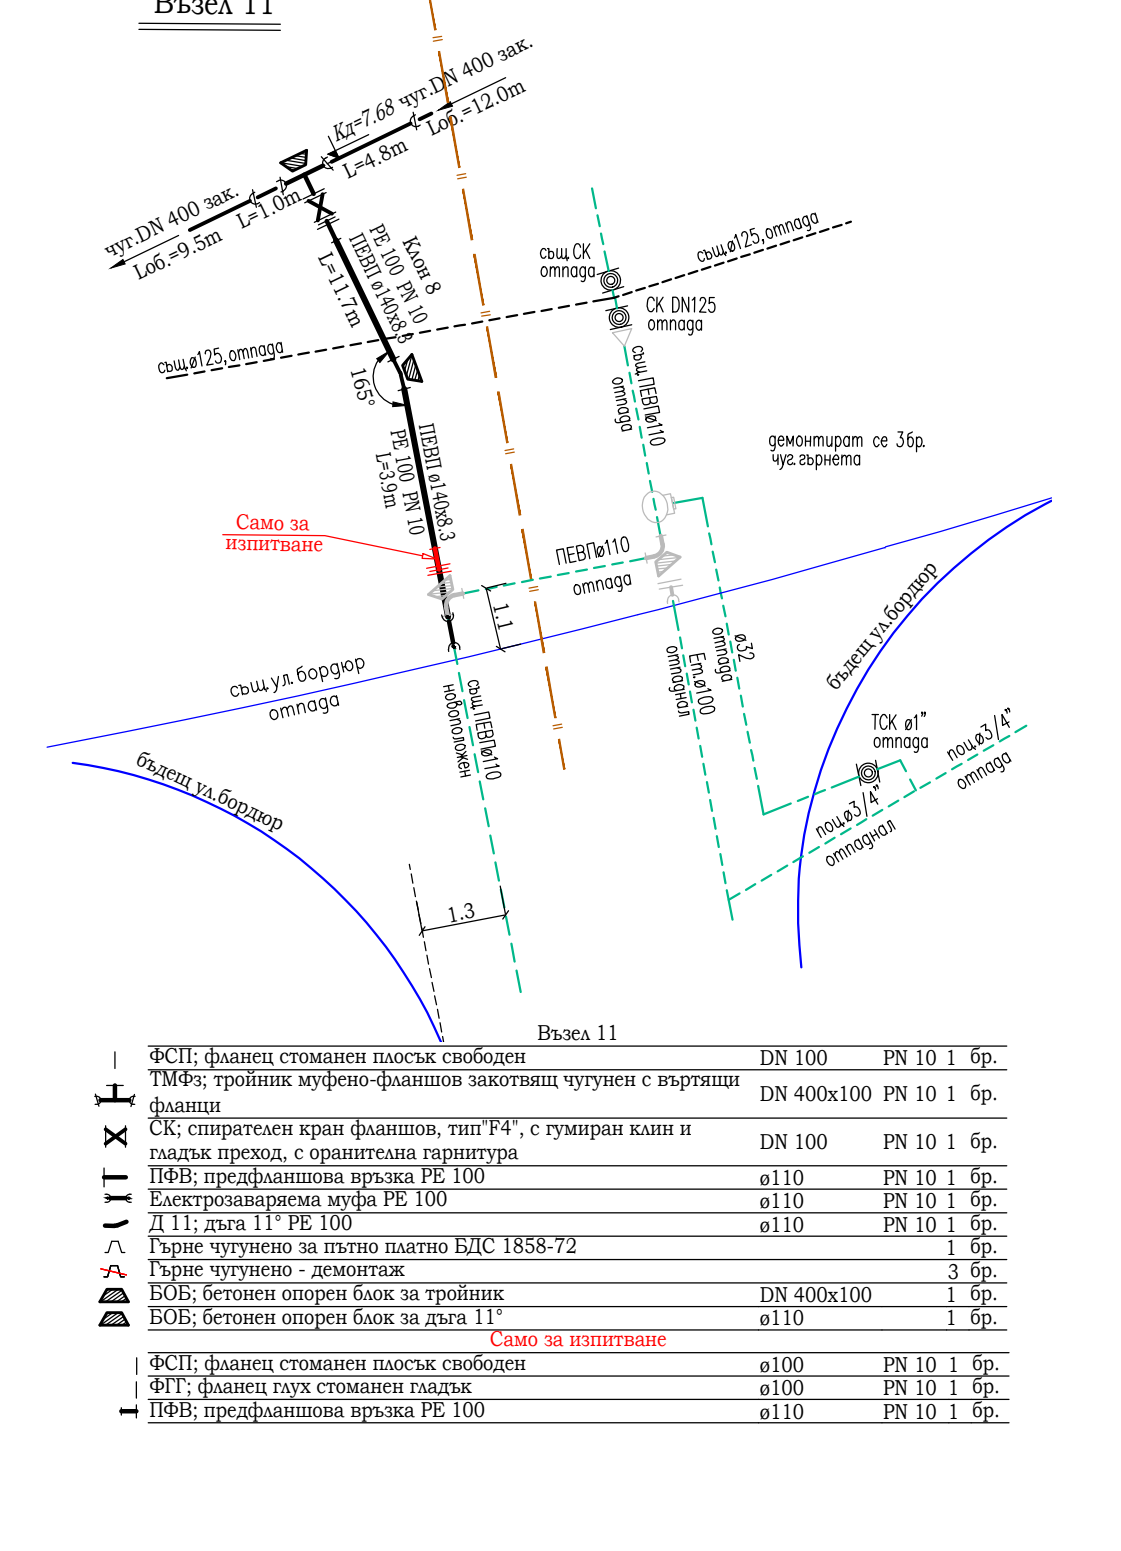 Възел 11
чуг.DN 400 зак.
Lоб.=12.0m
Кд=7.68
L=4.8m
чуг.DN 400 зак.
Lоб.=9.5m
L=1.0m
Клон 8
PE 100 PN 10
ПЕВП ø140x8.3
L=11.7m
същ.СК
отпада
същ.ø125,отпада
СК DN125
отпада
същ.ø125,отпада
165°
същ.ПЕВПø110
отпада
ПЕВП ø140x8.3
PE 100 PN 10
L=3.9m
демонтират се 3бр.
чуг.гърнета
Само за
изпитване
ПЕВПø110
отпада
1.1
бъдещ ул.бордюр
същ.ул.бордюр
отпада
ø32
отпада
Ет.ø100
отпаднал
същ.ПЕВПø110
новоположен
ТСК ø1”
отпада
поц.ø3/4”
отпада
поц.ø3/4”
отпаднал
бъдещ ул.бордюр
1.3
Възел 11
ФСП; фланец стоманен плосък свободен DN 100 PN 10 1 бр.
ТМФз; тройник муфено-фланшов закотвящ чугунен с въртящи
фланци DN 400x100 PN 10 1 бр.
СК; спирателен кран фланшов, тип"F4", с гумиран клин и
гладък преход, с оранителна гарнитура DN 100 PN 10 1 бр.
ПФВ; предфланшова връзка PE 100 ø110 PN 10 1 бр.
Електрозаваряема муфа PE 100 ø110 PN 10 1 бр.
Д 11; дъга 11° PE 100 ø110 PN 10 1 бр.
Гърне чугунено за пътно платно БДС 1858-72 1 бр.
Гърне чугунено - демонтаж 3 бр.
БОБ; бетонен опорен блок за тройник DN 400x100 1 бр.
БОБ; бетонен опорен блок за дъга 11° ø110 1 бр.
Само за изпитване
ФСП; фланец стоманен плосък свободен ø100 PN 10 1 бр.
ФГГ; фланец глух стоманен гладък ø100 PN 10 1 бр.
ПФВ; предфланшова връзка PE 100 ø110 PN 10 1 бр.